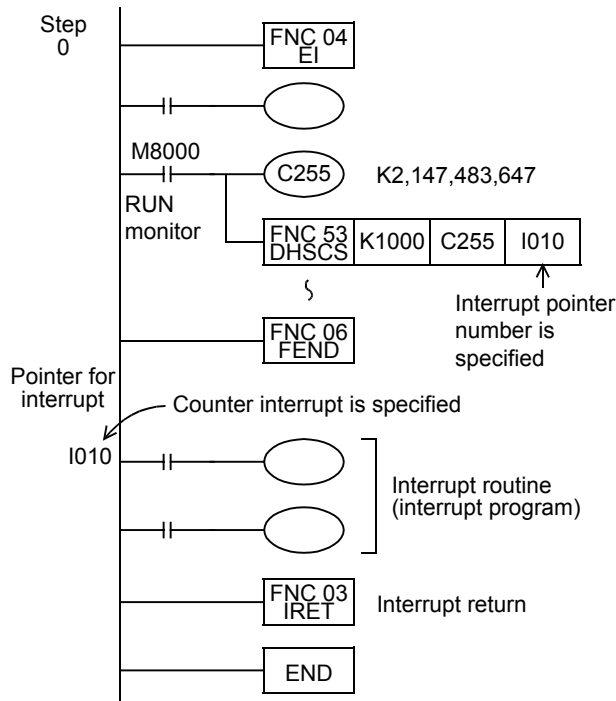 Step
0
FNC 04
EI
M8000
C255
K2,147,483,647
RUN
monitor
FNC 53
DHSCS
K1000
C255
I010
Interrupt pointer
number is
specified
FNC 06
FEND
Pointer for
interrupt
Counter interrupt is specified
I010
Interrupt routine
(interrupt program)
FNC 03
IRET
Interrupt return
END